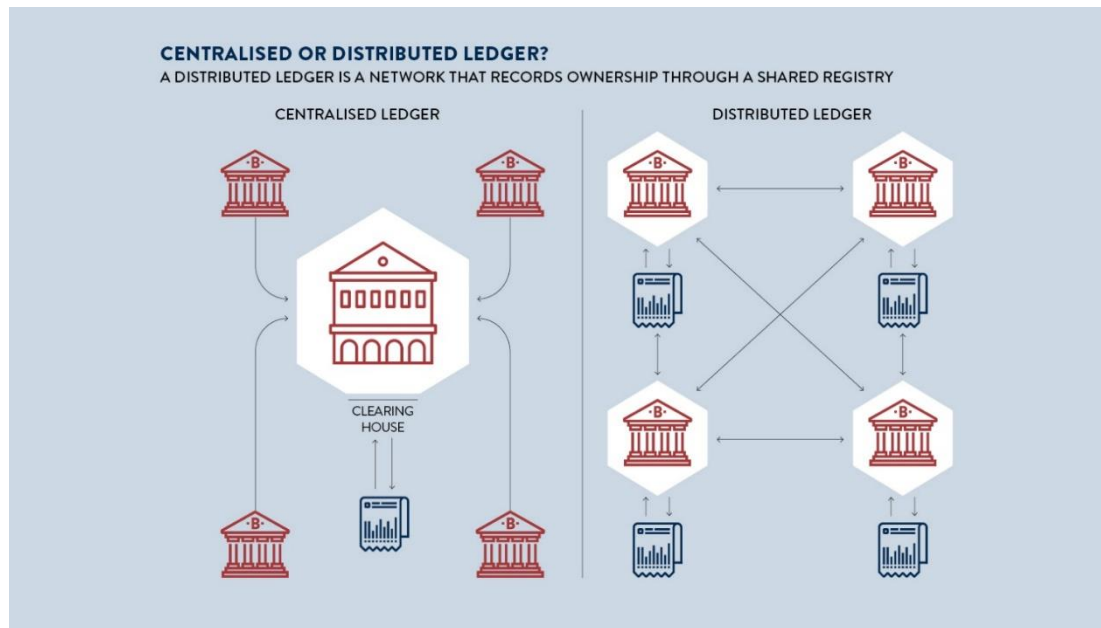 CENTRALISED OR DISTRIBUTED LEDGER?
A DISTRIBUTED LEDGER IS A NETWORK THAT RECORDS OWNERSHIP THROUGH A SHARED REGISTRY
CENTRALISED LEDGER
DISTRIBUTED LEDGER
·B·
·B·
·B·
·B·
CLEARING
HOUSE
·B·
·B·
·B·
·B·